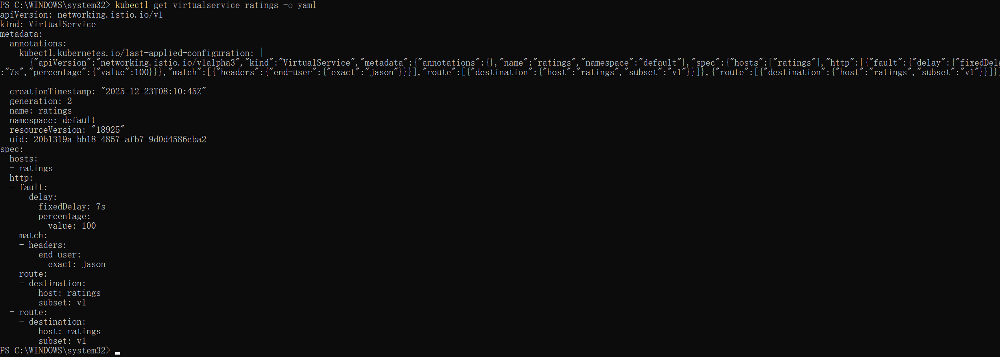 PS C:\WINDOWS\system32> kubectl get virtualservice ratings -o yaml
apiVersion: networking.istio.io/v1
kind: VirtualService
metadata:
  annotations:
    kubectl.kubernetes.io/last-applied-configuration: |
      {"apiVersion":"networking.istio.io/v1alpha3","kind":"VirtualService","metadata":{"annotations":{},"name":"ratings","namespace":"default"},"spec":{"hosts":["ratings"],"http":[{"fault":{"delay":{"fixedDela
:"7s","percentage":{"value":100}}},"match":[{"headers":{"end-user":{"exact":"jason"}}}],"route":[{"destination":{"host":"ratings","subset":"v1"}}]},{"route":[{"destination":{"host":"ratings","subset":"v1"}}]}]
  creationTimestamp: "2025-12-23T08:10:45Z"
  generation: 2
  name: ratings
  namespace: default
  resourceVersion: "18925"
  uid: 20b1319a-bb18-4857-afb7-9d0d4586cba2
spec:
  hosts:
  - ratings
  http:
  - fault:
      delay:
        fixedDelay: 7s
        percentage:
          value: 100
    match:
    - headers:
        end-user:
          exact: jason
    route:
    - destination:
        host: ratings
        subset: v1
  - route:
    - destination:
        host: ratings
        subset: v1
PS C:\WINDOWS\system32>